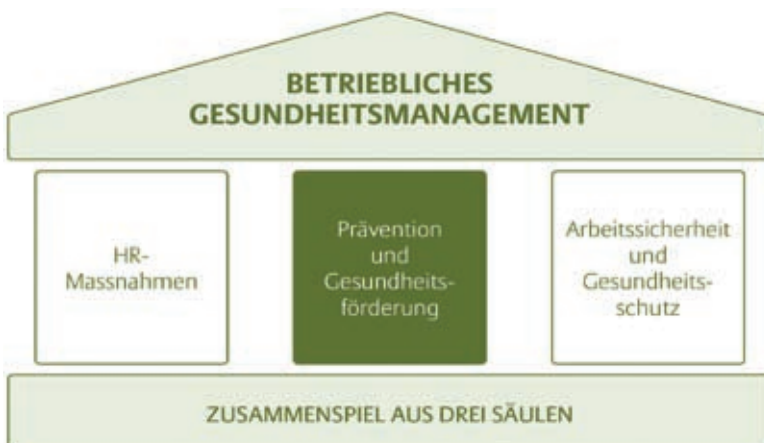 BETRIEBLICHES
GESUNDHEITSMANAGEMENT
HR-
Massnahmen
Prävention
und
Gesundheits-
förderung
Arbeitssicherheit
und
Gesundheits-
schutz
ZUSAMMENSPIEL AUS DREI SÄULEN